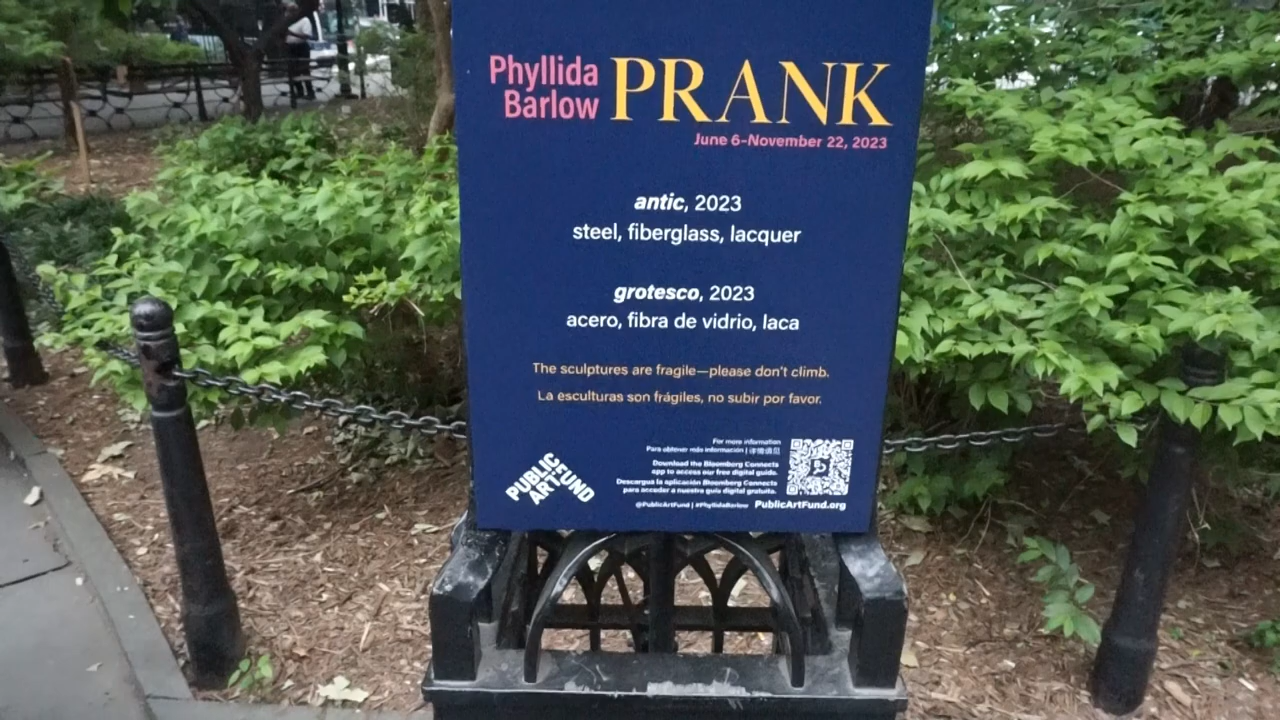 Phyllida
Barlow
PRANK
June 6–November 22, 2023
antic, 2023
steel, fiberglass, lacquer
grotesco, 2023
acero, fibra de vidrio, laca
The sculptures are fragile—please don't climb.
La esculturas son frágiles, no subir por favor.
PUBLIC
ART FUND
For more information
Para obtener más información |
Download the Bloomberg Connects
app to access our free digital guide.
Descargua la aplicación Bloomberg Connects
para acceder a nuestra guía digital gratuita.
@PublicArtFund | #PhyllidaBarlow PublicArtFund.org